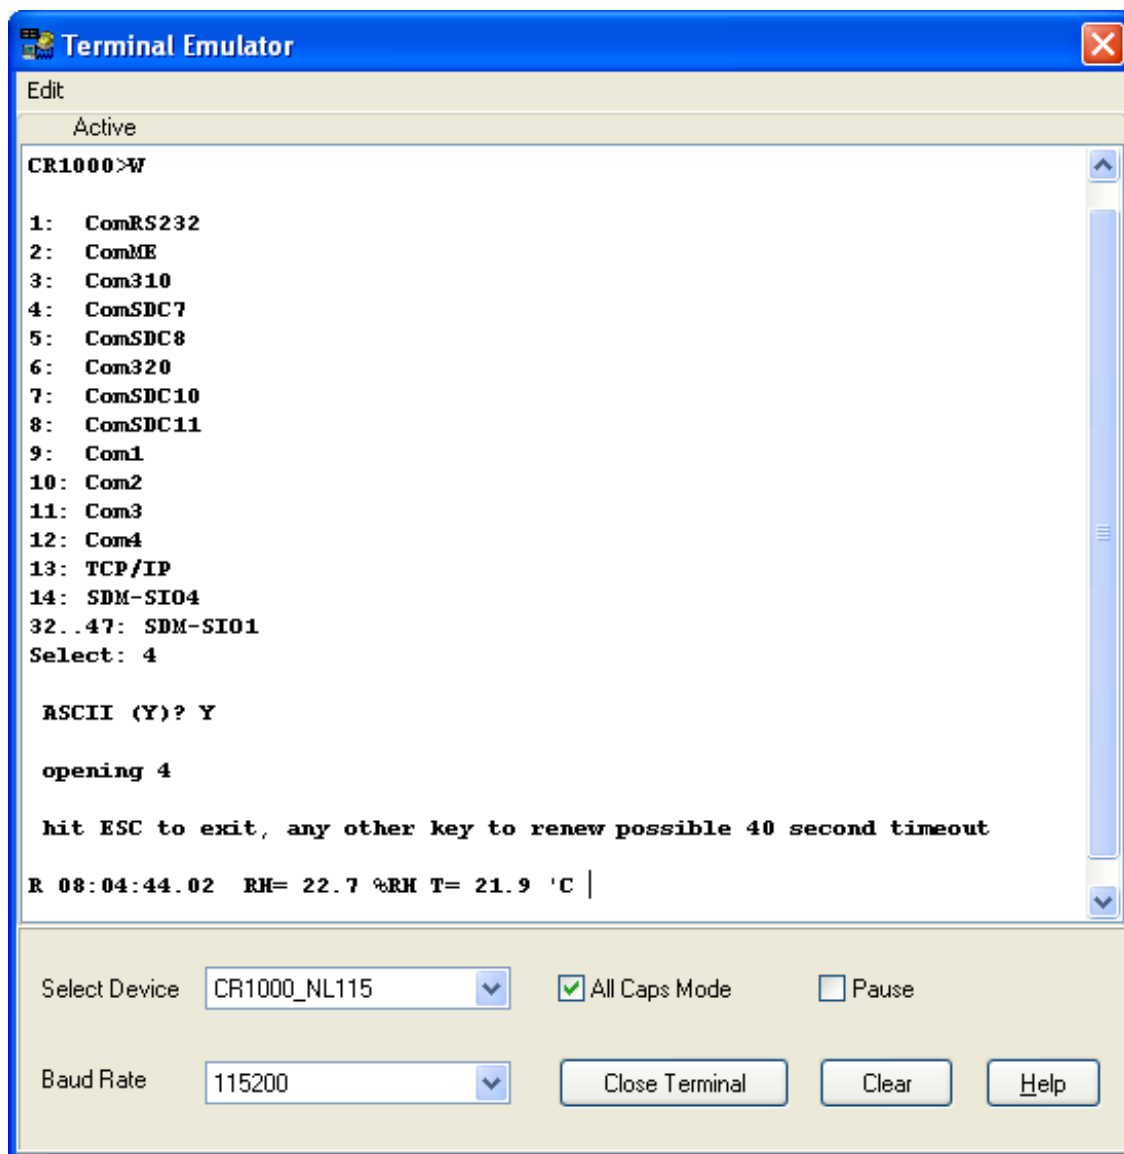 Terminal Emulator
Edit
Active
CR1000>W
1: ComRS232
2: ComME
3: Com310
4: ComSDC7
5: ComSDC8
6: Com320
7: ComSDC10
8: ComSDC11
9: Com1
10: Com2
11: Com3
12: Com4
13: TCP/IP
14: SDM-SIO4
32..47: SDM-SIO1
Select: 4
ASCII (Y)? Y
opening 4
hit ESC to exit, any other key to renew possible 40 second timeout
R 08:04:44.02 RH= 22.7 %RH T= 21.9 'C
Select Device CR1000_NL115 All Caps Mode Pause
Baud Rate 115200 Close Terminal Clear Help